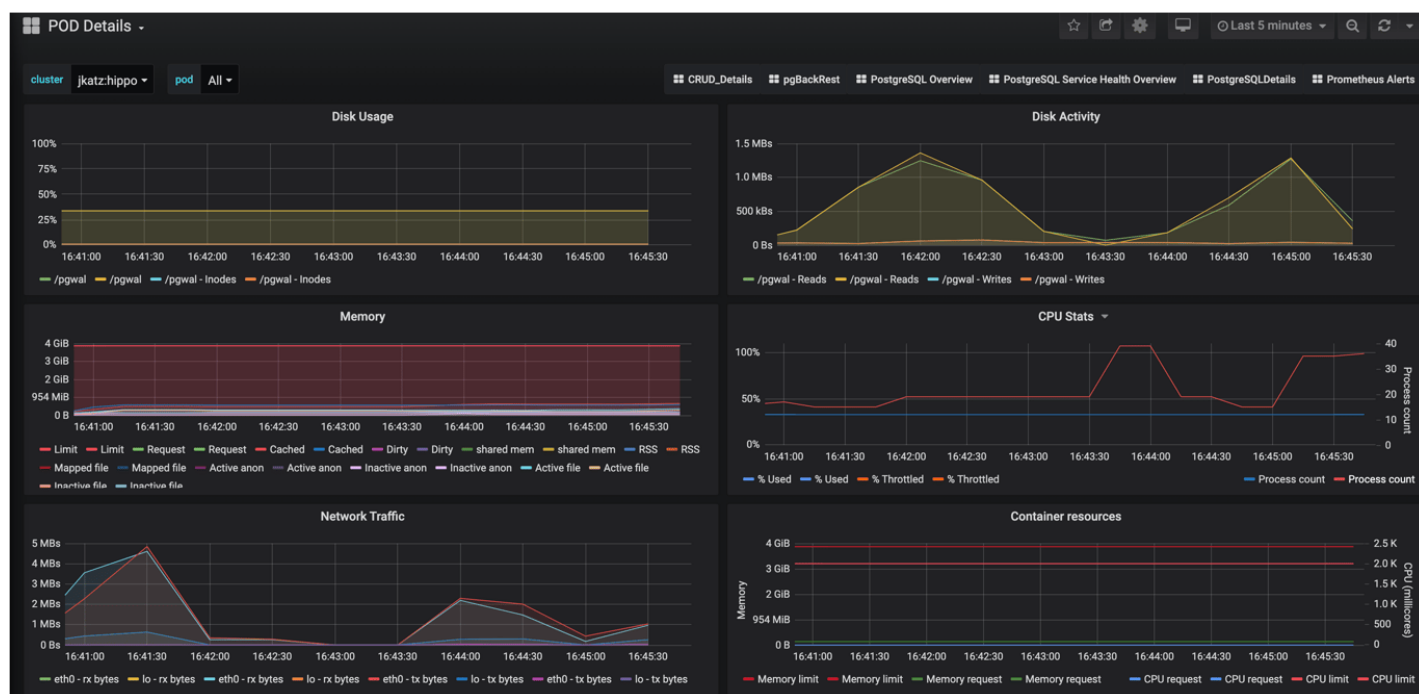 POD Details
Last 5 minutes
cluster jkatz:hippo pod All
CRUD_Details pgBackRest PostgreSQL Overview PostgreSQL Service Health Overview PostgreSQLDetails Prometheus Alerts
Disk Usage
100%
75%
50%
25%
0%
16:41:00 16:41:30 16:42:00 16:42:30 16:43:00 16:43:30 16:44:00 16:44:30 16:45:00 16:45:30
/pgwal /pgwal /pgwal - Inodes /pgwal - Inodes
Disk Activity
1.5 MBs
1.0 MBs
500 kBs
0 Bs
16:41:00 16:41:30 16:42:00 16:42:30 16:43:00 16:43:30 16:44:00 16:44:30 16:45:00 16:45:30
/pgwal - Reads /pgwal - Reads /pgwal - Writes /pgwal - Writes
Memory
4 GiB
3 GiB
2 GiB
954 MiB
0 B
16:41:00 16:41:30 16:42:00 16:42:30 16:43:00 16:43:30 16:44:00 16:44:30 16:45:00 16:45:30
Limit Limit Request Request Cached Cached Dirty Dirty shared mem shared mem RSS RSS
Mapped file Mapped file Active anon Active anon Inactive anon Inactive anon Active file Active file
Inactive file Inactive file
CPU Stats
100%
50%
0%
40
30
20
10
0
Process count
16:41:00 16:41:30 16:42:00 16:42:30 16:43:00 16:43:30 16:44:00 16:44:30 16:45:00 16:45:30
% Used % Used % Throttled % Throttled Process count Process count
Network Traffic
5 MBs
4 MBs
3 MBs
2 MBs
1 MBs
0 Bs
16:41:00 16:41:30 16:42:00 16:42:30 16:43:00 16:43:30 16:44:00 16:44:30 16:45:00 16:45:30
eth0 - rx bytes lo - rx bytes eth0 - rx bytes lo - rx bytes eth0 - tx bytes lo - tx bytes eth0 - tx bytes lo - tx bytes
Container resources
Memory
4 GiB
3 GiB
2 GiB
954 MiB
0 B
2.5 K
2.0 K
1.5 K
1.0 K
500
0
CPU (millicores)
16:41:00 16:41:30 16:42:00 16:42:30 16:43:00 16:43:30 16:44:00 16:44:30 16:45:00 16:45:30
Memory limit Memory limit Memory request Memory request CPU request CPU request CPU limit CPU limit